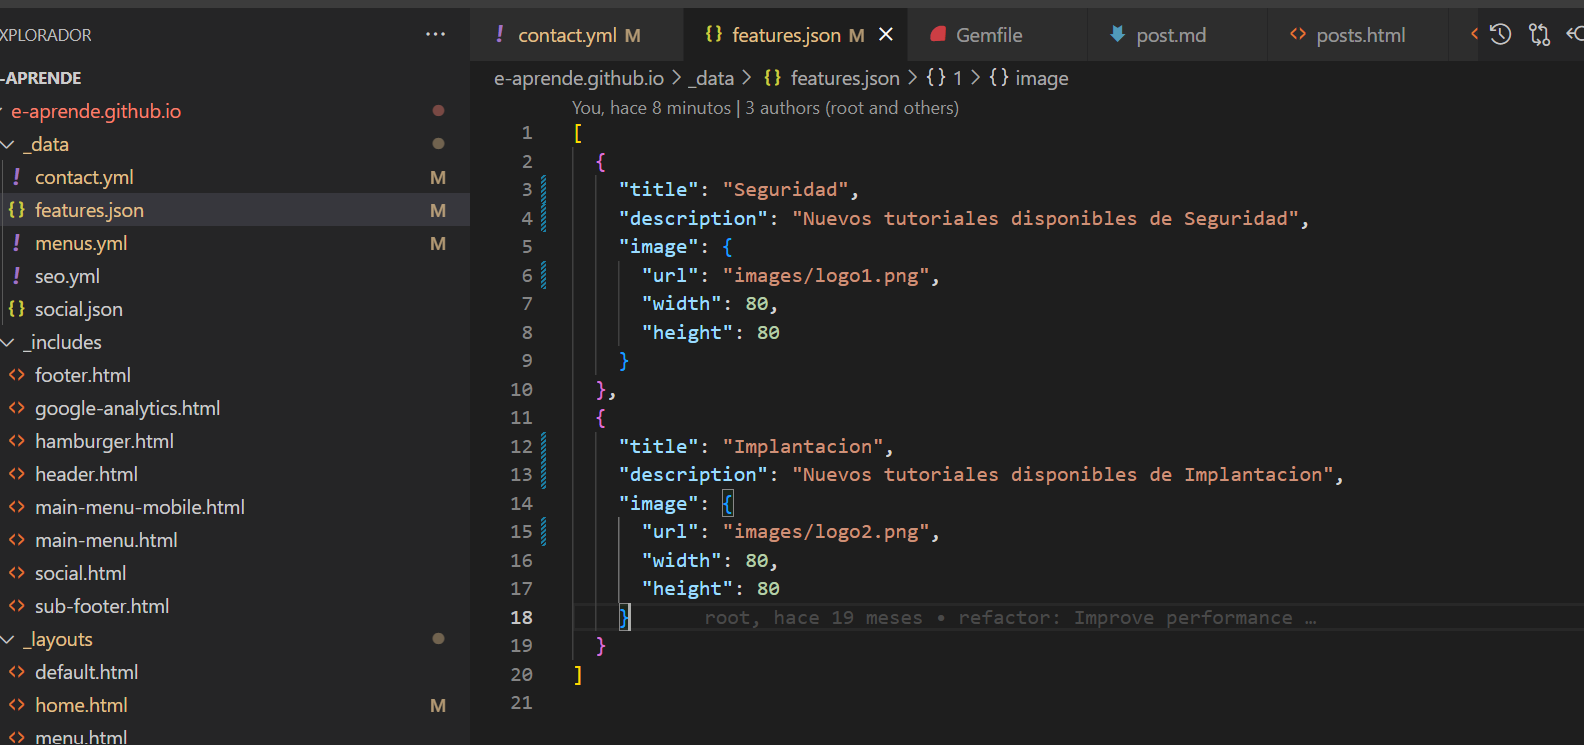 EXPLORADOR ···
-APRENDE
e-aprende.github.io
_data
! contact.yml M
{} features.json M
! menus.yml M
! seo.yml
{} social.json
_includes
<> footer.html
<> google-analytics.html
<> hamburger.html
<> header.html
<> main-menu-mobile.html
<> main-menu.html
<> social.html
<> sub-footer.html
_layouts
<> default.html
<> home.html M
<> menu.html
! contact.yml M
{} features.json M
Gemfile
post.md
<> posts.html
e-aprende.github.io > _data > {} features.json > {} 1 > {} image
You, hace 8 minutos | 3 authors (root and others)
1 [
2 {
3 "title": "Seguridad",
4 "description": "Nuevos tutoriales disponibles de Seguridad",
5 "image": {
6 "url": "images/logo1.png",
7 "width": 80,
8 "height": 80
9 }
10 },
11 {
12 "title": "Implantacion",
13 "description": "Nuevos tutoriales disponibles de Implantacion",
14 "image": {
15 "url": "images/logo2.png",
16 "width": 80,
17 "height": 80
18 } root, hace 19 meses • refactor: Improve performance …
19 }
20 ]
21